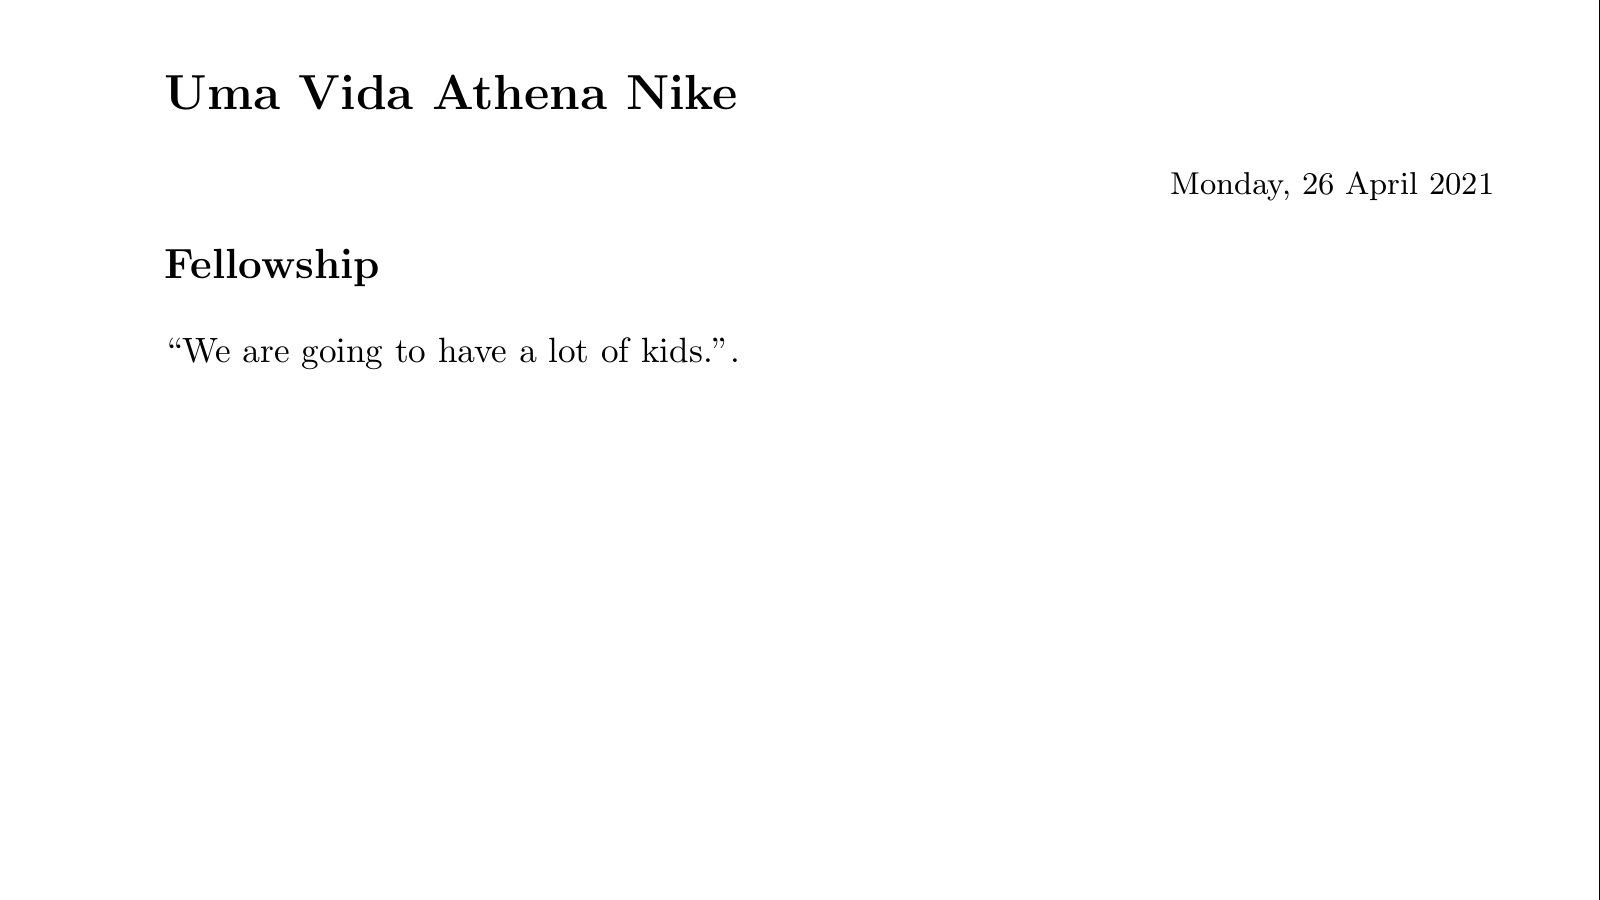 Uma Vida Athena Nike
Monday, 26 April 2021
Fellowship
“We are going to have a lot of kids.”.